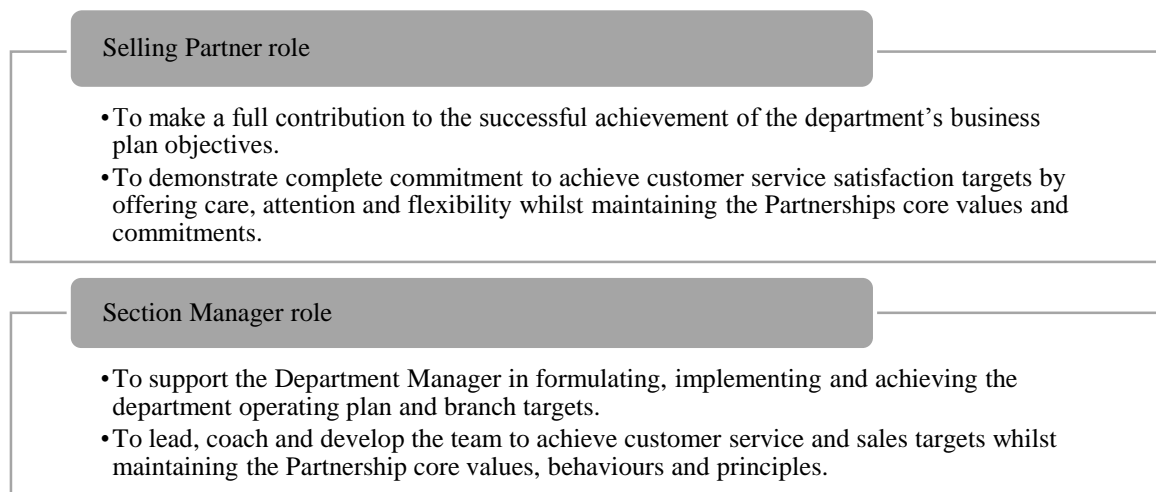 Selling Partner role
•To make a full contribution to the successful achievement of the department’s business
plan objectives.
•To demonstrate complete commitment to achieve customer service satisfaction targets by
offering care, attention and flexibility whilst maintaining the Partnerships core values and
commitments.
Section Manager role
•To support the Department Manager in formulating, implementing and achieving the
department operating plan and branch targets.
•To lead, coach and develop the team to achieve customer service and sales targets whilst
maintaining the Partnership core values, behaviours and principles.